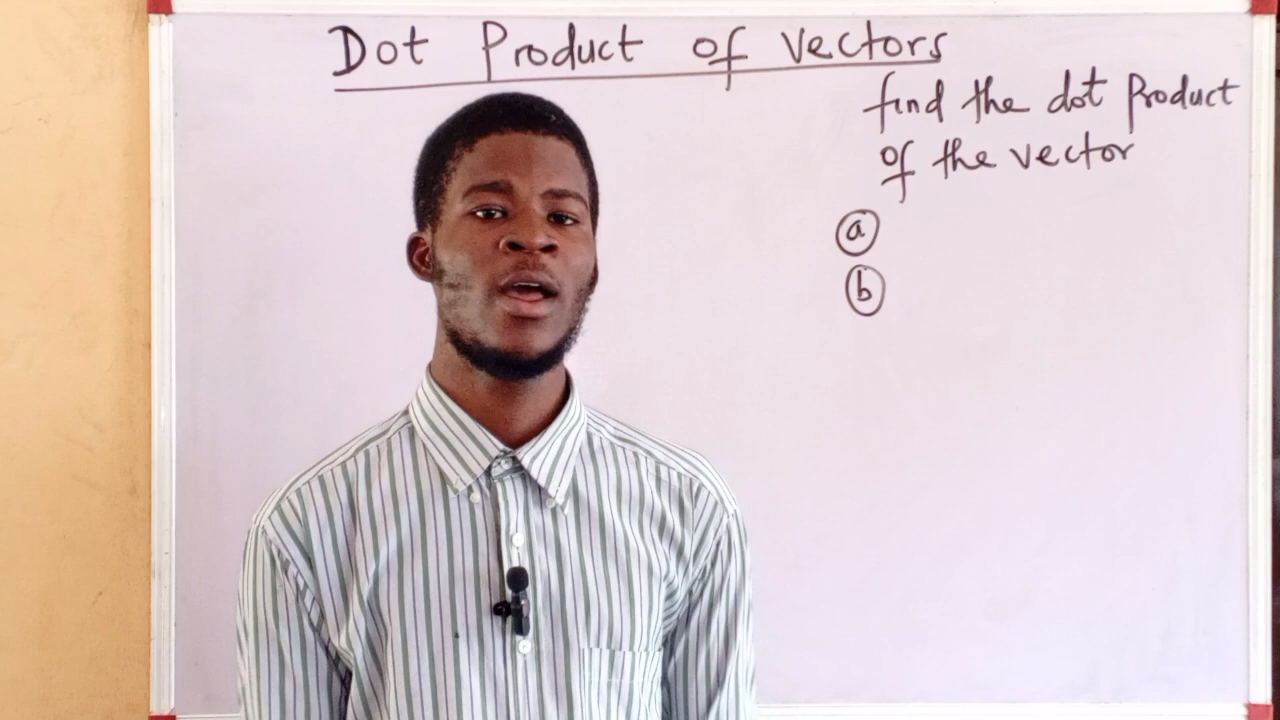 Dot Product of Vectors
find the dot Product
of the vector
a
b